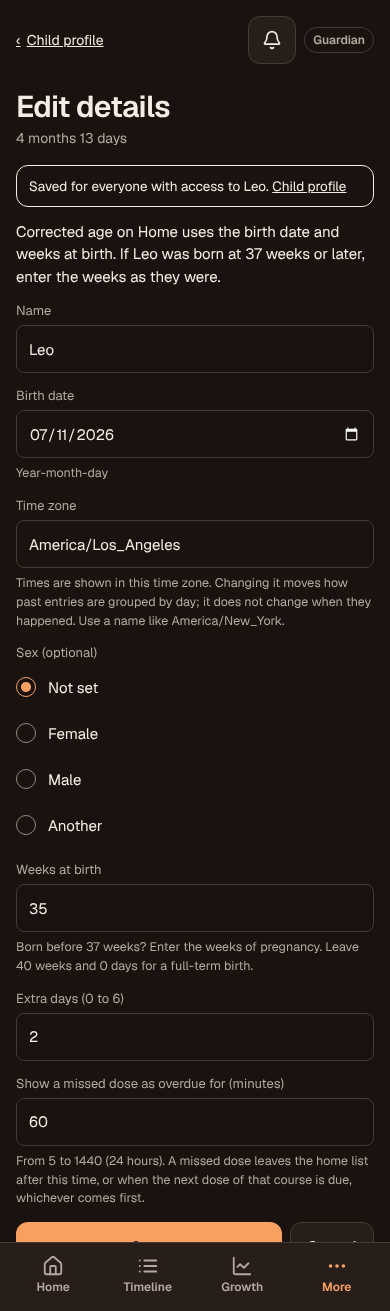 ‹ Child profile
Guardian
Edit details
4 months 13 days
Saved for everyone with access to Leo. Child profile
Corrected age on Home uses the birth date and
weeks at birth. If Leo was born at 37 weeks or later,
enter the weeks as they were.
Name
Leo
Birth date
07/11/2026
Year-month-day
Time zone
America/Los_Angeles
Times are shown in this time zone. Changing it moves how
past entries are grouped by day; it does not change when they
happened. Use a name like America/New_York.
Sex (optional)
Not set
Female
Male
Another
Weeks at birth
35
Born before 37 weeks? Enter the weeks of pregnancy. Leave
40 weeks and 0 days for a full-term birth.
Extra days (0 to 6)
2
Show a missed dose as overdue for (minutes)
60
From 5 to 1440 (24 hours). A missed dose leaves the home list
after this time, or when the next dose of that course is due,
whichever comes first.
Home
Timeline
Growth
More